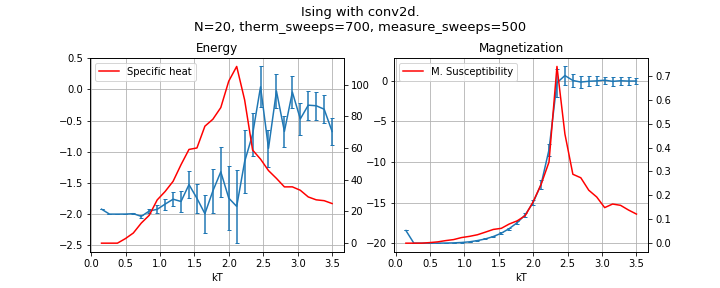 Ising with conv2d.
N=20, therm_sweeps=700, measure_sweeps=500
Energy
Specific heat
0.5
0.0
−0.5
−1.0
−1.5
−2.0
−2.5
100
80
60
40
20
0
0.0 0.5 1.0 1.5 2.0 2.5 3.0 3.5
kT
Magnetization
M. Susceptibility
0
−5
−10
−15
−20
0.7
0.6
0.5
0.4
0.3
0.2
0.1
0.0
0.0 0.5 1.0 1.5 2.0 2.5 3.0 3.5
kT